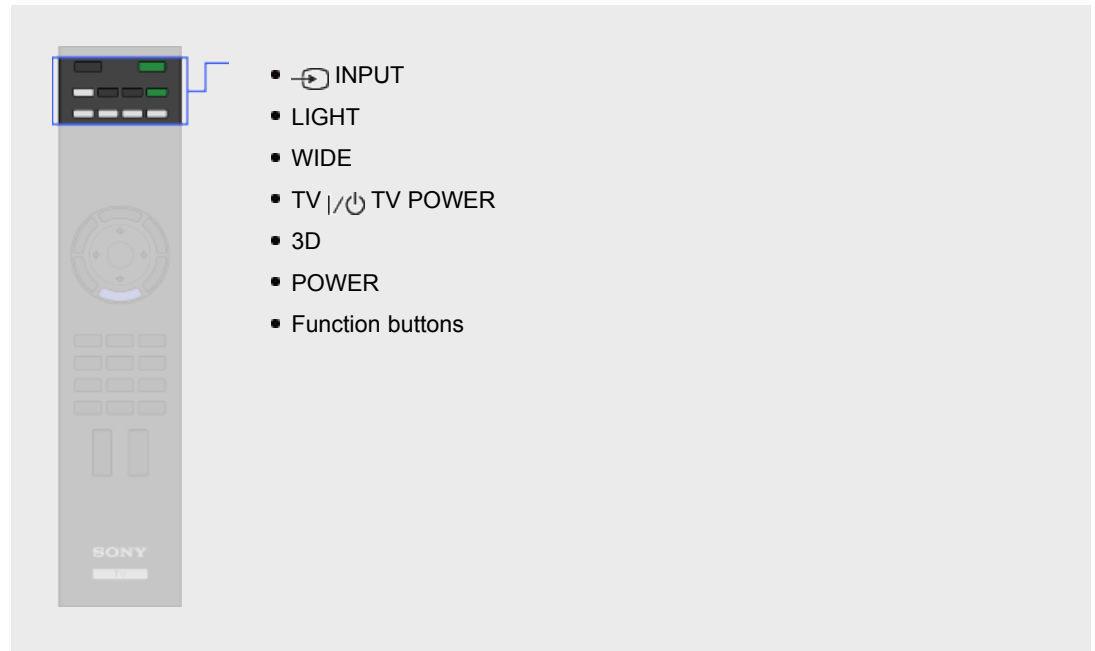 INPUT
LIGHT
WIDE
TV TV POWER
3D
POWER
Function buttons
SONY